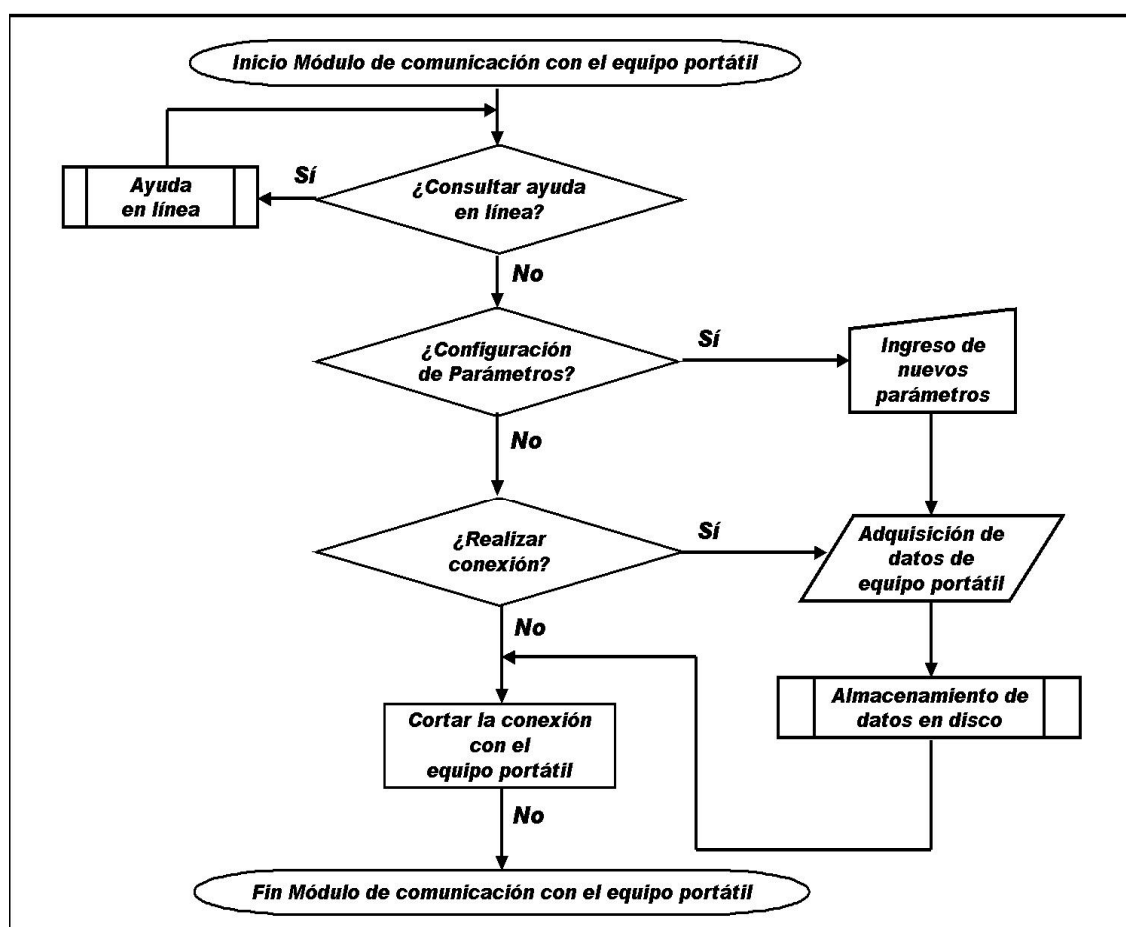 Inicio Módulo de comunicación con el equipo portátil
Ayuda
en línea
Sí
¿Consultar ayuda
en línea?
No
¿Configuración
de Parámetros?
Sí
Ingreso de
nuevos
parámetros
No
¿Realizar
conexión?
Sí
Adquisición de
datos de
equipo portátil
No
Almacenamiento de
datos en disco
Cortar la conexión
con el
equipo portátil
No
Fin Módulo de comunicación con el equipo portátil